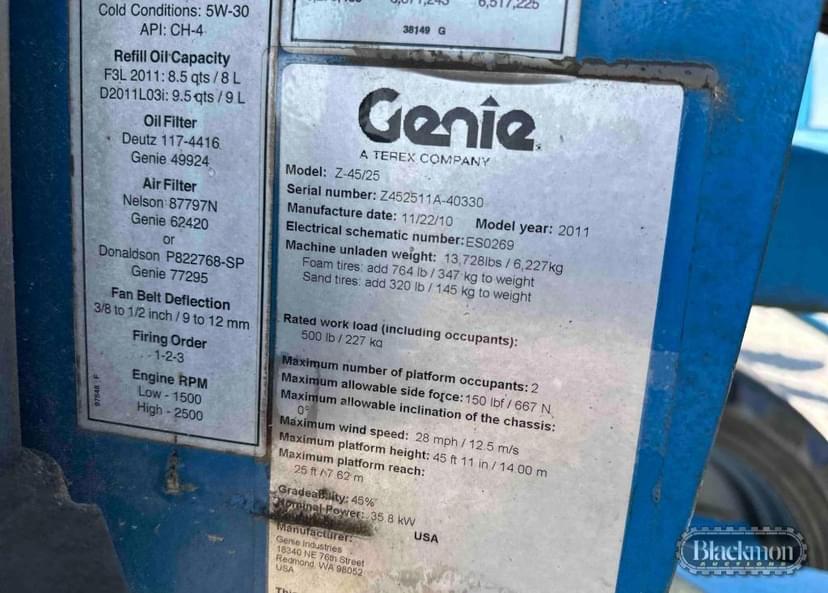 Cold Conditions: 5W-30
API: CH-4
Refill Oil Capacity
F3L 2011: 8.5 qts / 8 L
D2011L03i: 9.5 qts / 9 L
Oil Filter
Deutz 117-4416
Genie 49924
Air Filter
Nelson 87797N
Genie 62420
or
Donaldson P822768-SP
Genie 77295
Fan Belt Deflection
3/8 to 1/2 inch / 9 to 12 mm
Firing Order
1-2-3
Engine RPM
Low - 1500
High - 2500
97548 F
6,517,225
38149 G
Genie
A TEREX COMPANY
Model: Z-45/25
Serial number: Z452511A-40330
Manufacture date: 11/22/10 Model year: 2011
Electrical schematic number: ES0269
Machine unladen weight: 13,728lbs / 6,227kg
Foam tires: add 764 lb / 347 kg to weight
Sand tires: add 320 lb / 145 kg to weight
Rated work load (including occupants):
500 lb / 227 kg
Maximum number of platform occupants: 2
Maximum allowable side force: 150 lbf / 667 N
Maximum allowable inclination of the chassis:
0°
Maximum wind speed: 28 mph / 12.5 m/s
Maximum platform height: 45 ft 11 in / 14.00 m
Maximum platform reach:
25 ft / 7.62 m
Gradeability: 45%
Nominal Power: 35.8 kW
USA
Manufacturer:
Genie Industries
18340 NE 76th Street
Redmond, WA 98052
USA
Blackmon
AUCTIONS